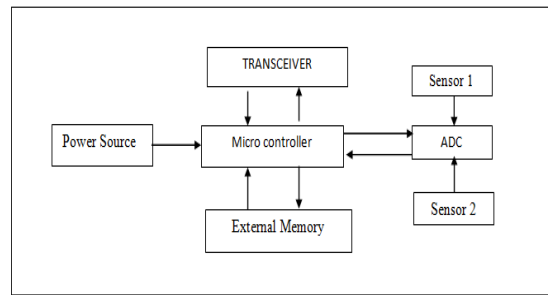 TRANSCEIVER
Sensor 1
Power Source
Micro controller
ADC
External Memory
Sensor 2